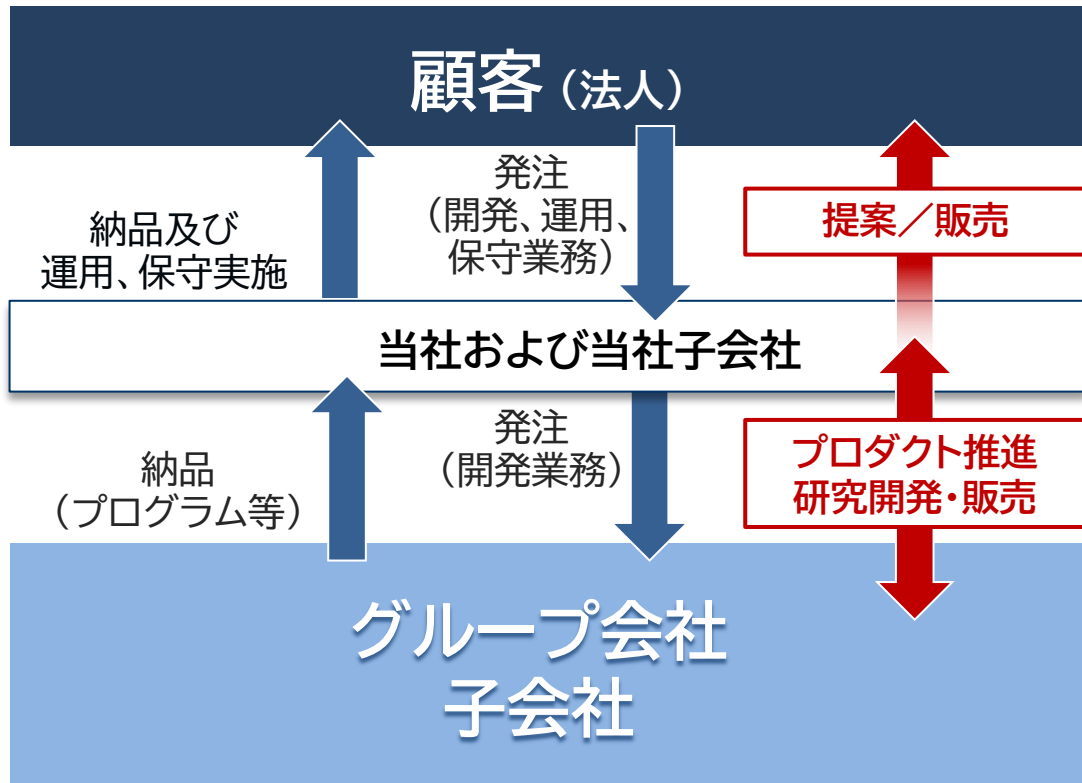 顧客（法人）
発注
（開発、運用、
保守業務）
納品及び
運用、保守実施
提案／販売
当社および当社子会社
発注
（開発業務）
納品
（プログラム等）
プロダクト推進
研究開発・販売
グループ会社
子会社